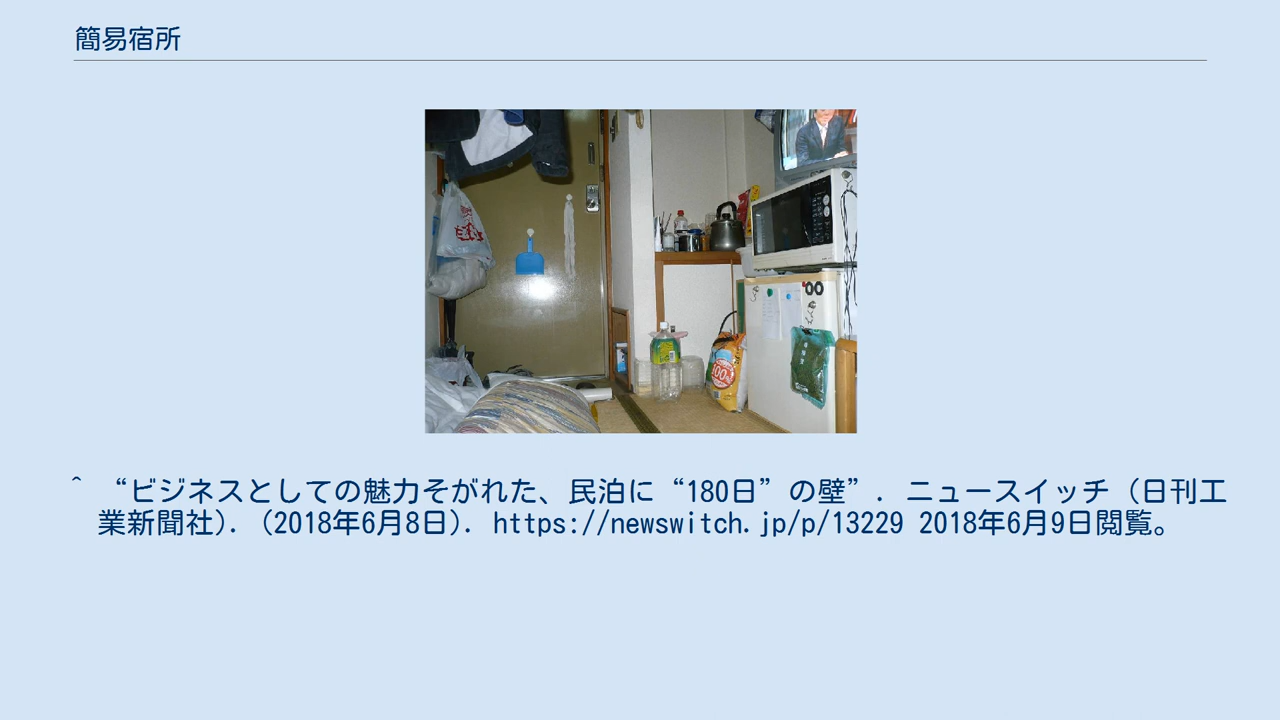 簡易宿所
100%
^ “ビジネスとしての魅力そがれた、民泊に“180日”の壁”. ニュースイッチ (日刊工
業新聞社). (2018年6月8日). https://newswitch.jp/p/13229 2018年6月9日閲覧。